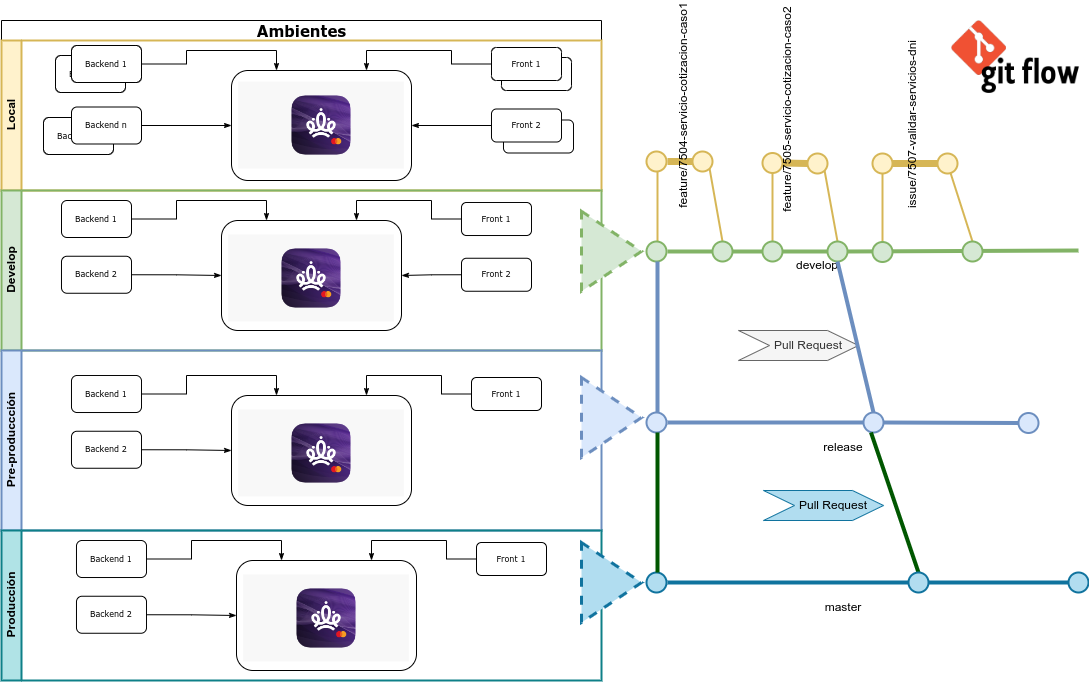 Ambientes
Local
Backend 1
B
Backend n
Bac
Front 1
Front 2
Develop
Backend 1
Backend 2
Front 1
Front 2
Pre-produccción
Backend 1
Backend 2
Front 1
Producción
Backend 1
Backend 2
Front 1
feature/7504-servicio-cotizacion-caso1
feature/7505-servicio-cotizacion-caso2
issue/7507-validar-servicios-dni
git flow
develop
Pull Request
release
Pull Request
master